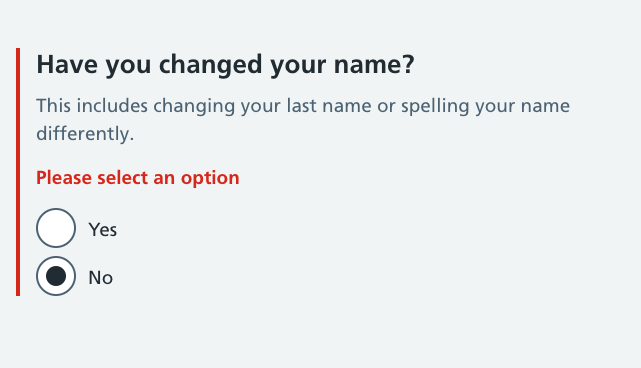 Have you changed your name?
This includes changing your last name or spelling your name
differently.
Please select an option
Yes
No